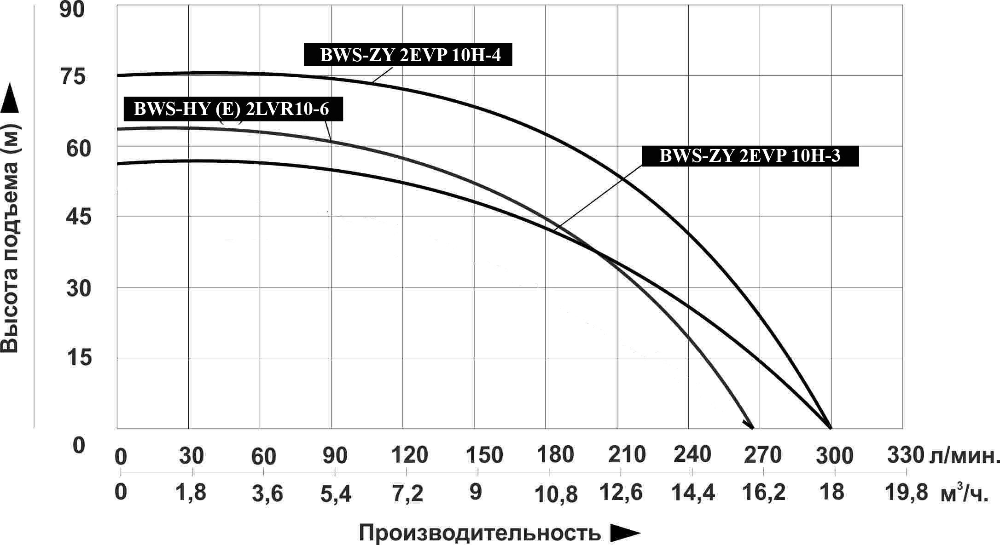 90
75
60
45
30
15
0
Высота подъема (м)
BWS-ZY 2EVP 10H-4
BWS-HY (E) 2LVR10-6
BWS-ZY 2EVP 10H-3
0 30 60 90 120 150 180 210 240 270 300 330 л/мин.
0 1,8 3,6 5,4 7,2 9 10,8 12,6 14,4 16,2 18 19,8 м³/ч.
Производительность